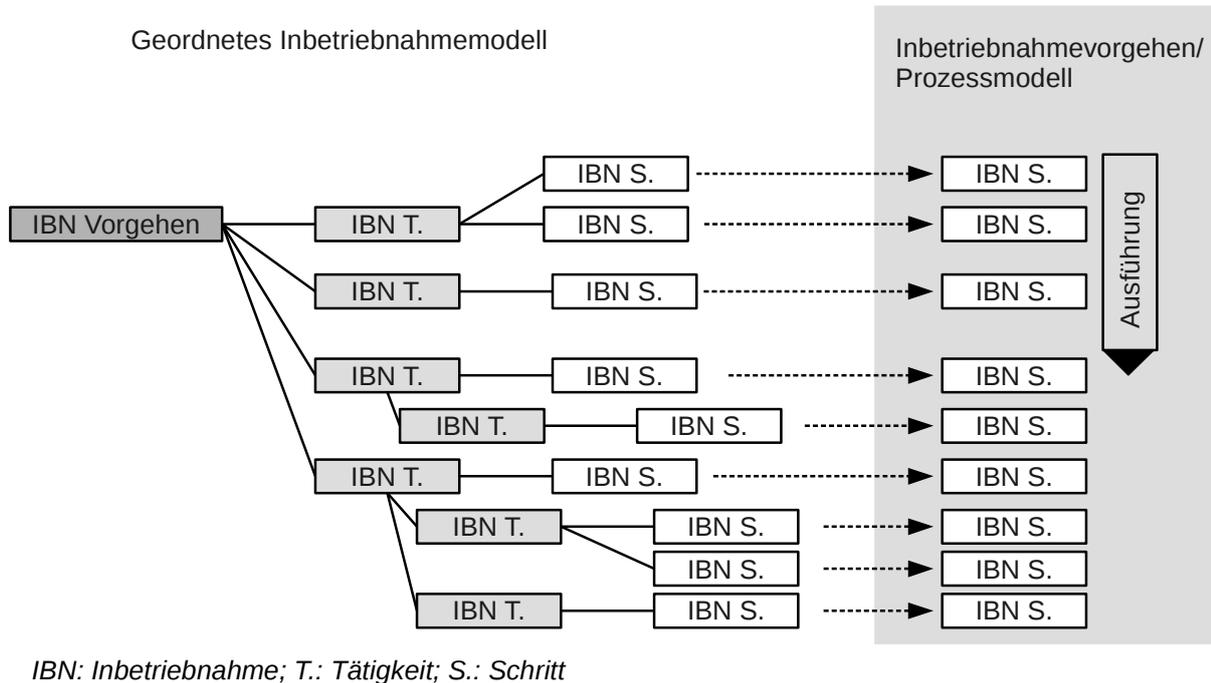 Geordnetes Inbetriebnahmemodell
Inbetriebnahmevorgehen/
Prozessmodell
IBN S.
IBN S.
IBN Vorgehen
IBN T.
IBN S.
IBN S.
IBN T.
IBN S.
IBN S.
Ausführung
IBN T.
IBN S.
IBN S.
IBN T.
IBN S.
IBN S.
IBN T.
IBN S.
IBN S.
IBN T.
IBN S.
IBN S.
IBN S.
IBN S.
IBN T.
IBN S.
IBN S.
IBN: Inbetriebnahme; T.: Tätigkeit; S.: Schritt